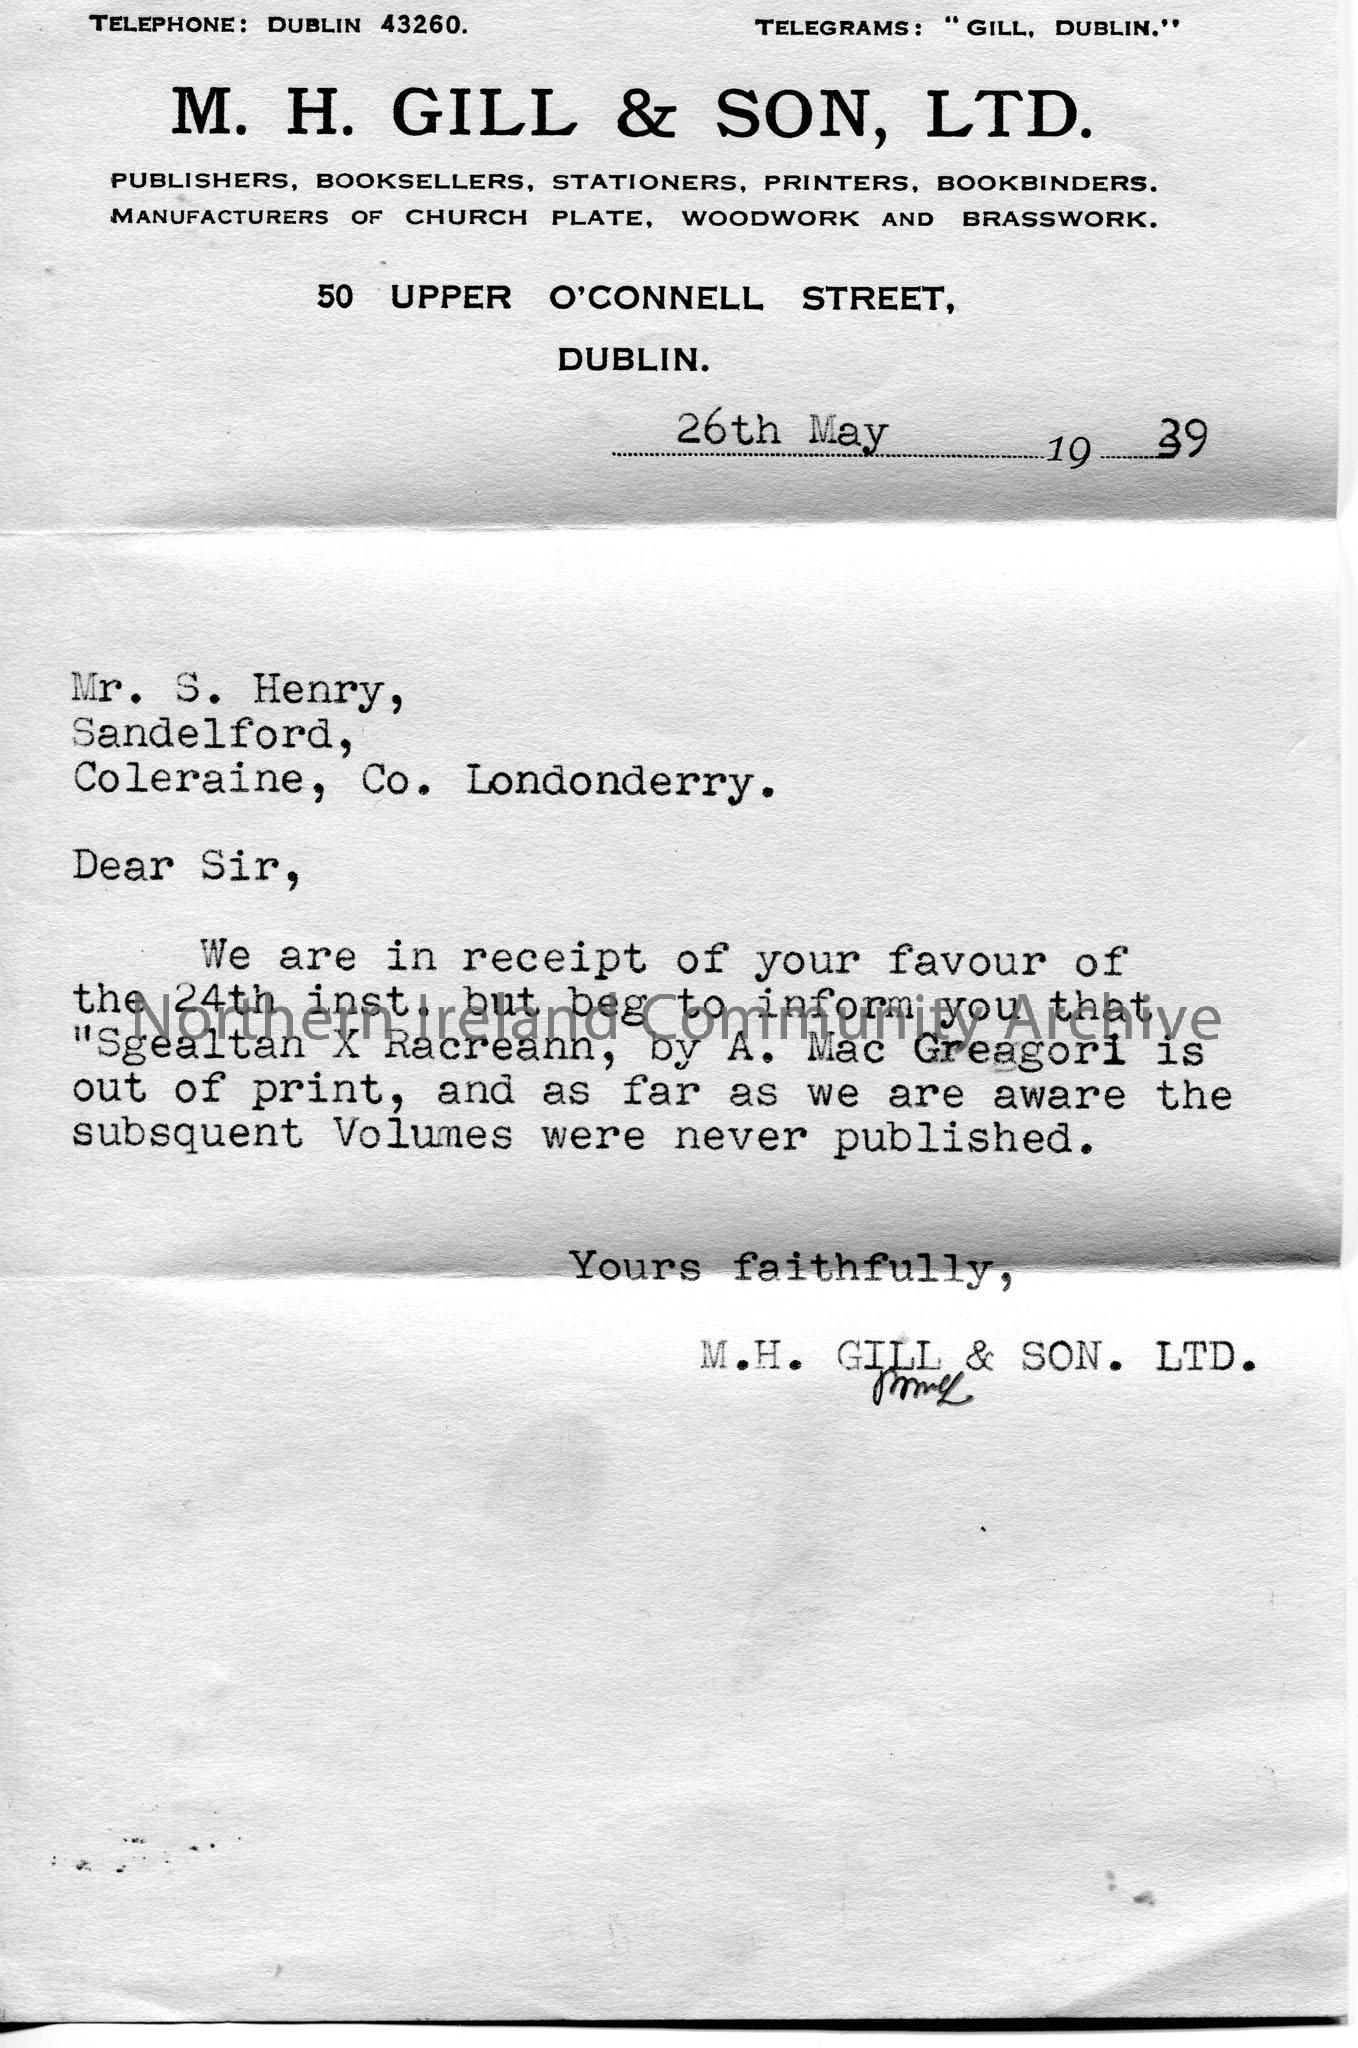 TELEPHONE: DUBLIN 43260. TELEGRAMS: "GILL, DUBLIN."
M. H. GILL & SON, LTD.
PUBLISHERS, BOOKSELLERS, STATIONERS, PRINTERS, BOOKBINDERS.
MANUFACTURERS OF CHURCH PLATE, WOODWORK AND BRASSWORK.
50 UPPER O'CONNELL STREET,
DUBLIN.
26th May 19 39
Mr. S. Henry,
Sandelford,
Coleraine, Co. Londonderry.
Dear Sir,
We are in receipt of your favour of
the 24th inst. but beg to inform you that
Northern Ireland Community Archive
"Sgealtan X Racreann, by A. Mac Greagori is
out of print, and as far as we are aware the
subsquent Volumes were never published.
Yours faithfully,
M.H. GILL & SON. LTD.